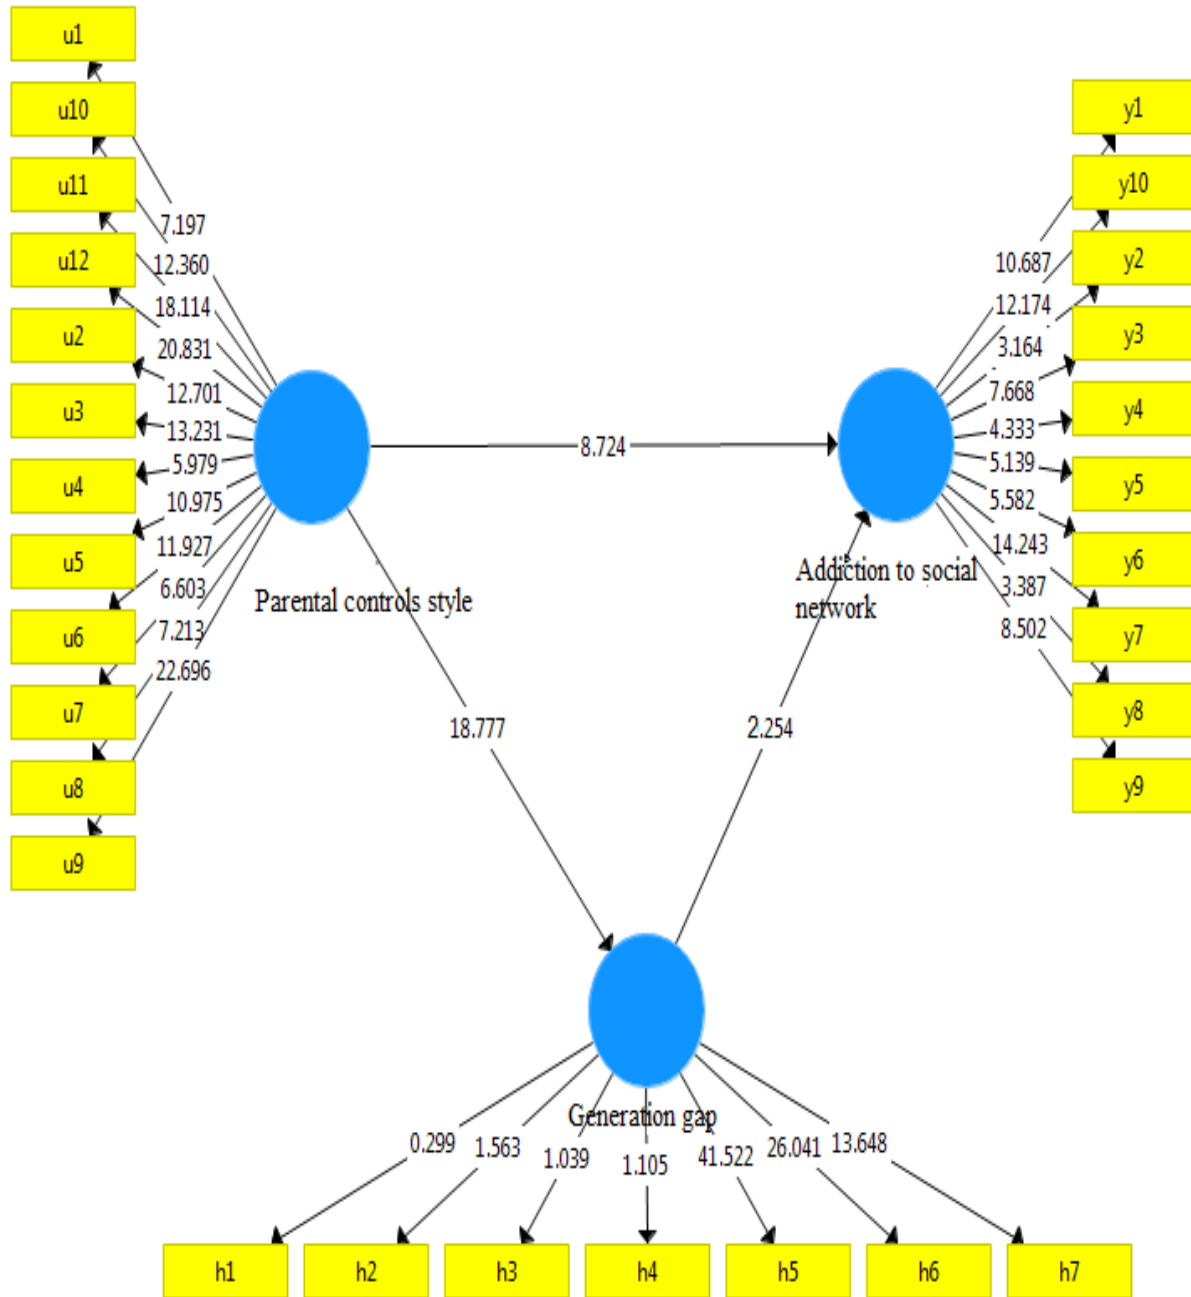 u1
u10
u11
u12
u2
u3
u4
u5
u6
u7
u8
u9
7.197
12.360
18.114
20.831
12.701
13.231
5.979
10.975
11.927
6.603
7.213
22.696
Parental controls style
8.724
18.777
2.254
Addiction to social
network
10.687
12.174
3.164
7.668
4.333
5.139
5.582
14.243
3.387
8.502
y1
y10
y2
y3
y4
y5
y6
y7
y8
y9
Generation gap
0.299
1.563
1.039
1.105
41.522
26.041
13.648
h1
h2
h3
h4
h5
h6
h7